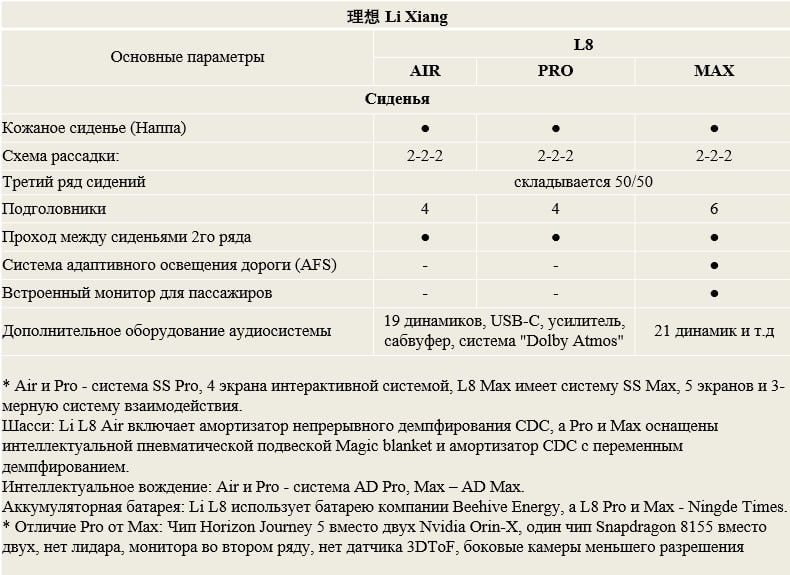 理想 Li Xiang
Основные параметры
L8
AIR PRO MAX
Сиденья
Кожаное сиденье (Наппа) ● ● ●
Схема рассадки: 2-2-2 2-2-2 2-2-2
Третий ряд сидений складывается 50/50
Подголовники 4 4 6
Проход между сиденьями 2го ряда ● ● ●
Система адаптивного освещения дороги (AFS) - - ●
Встроенный монитор для пассажиров - - ●
Дополнительное оборудование аудиосистемы
19 динамиков, USB-C, усилитель,
сабвуфер, система "Dolby Atmos"
21 динамик и т.д
* Air и Pro - система SS Pro, 4 экрана интерактивной системой, L8 Max имеет систему SS Max, 5 экранов и 3-
мерную систему взаимодействия.
Шасси: Li L8 Air включает амортизатор непрерывного демпфирования CDC, а Pro и Max оснащены
интеллектуальной пневматической подвеской Magic blanket и амортизатор CDC с переменным
демпфированием.
Интеллектуальное вождение: Air и Pro - система AD Pro, Max – AD Max.
Аккумуляторная батарея: Li L8 использует батарею компании Beehive Energy, а L8 Pro и Max - Ningde Times.
* Отличие Pro от Max: Чип Horizon Journey 5 вместо двух Nvidia Orin-X, один чип Snapdragon 8155 вместо
двух, нет лидара, монитора во втором ряду, нет датчика 3DToF, боковые камеры меньшего разрешения